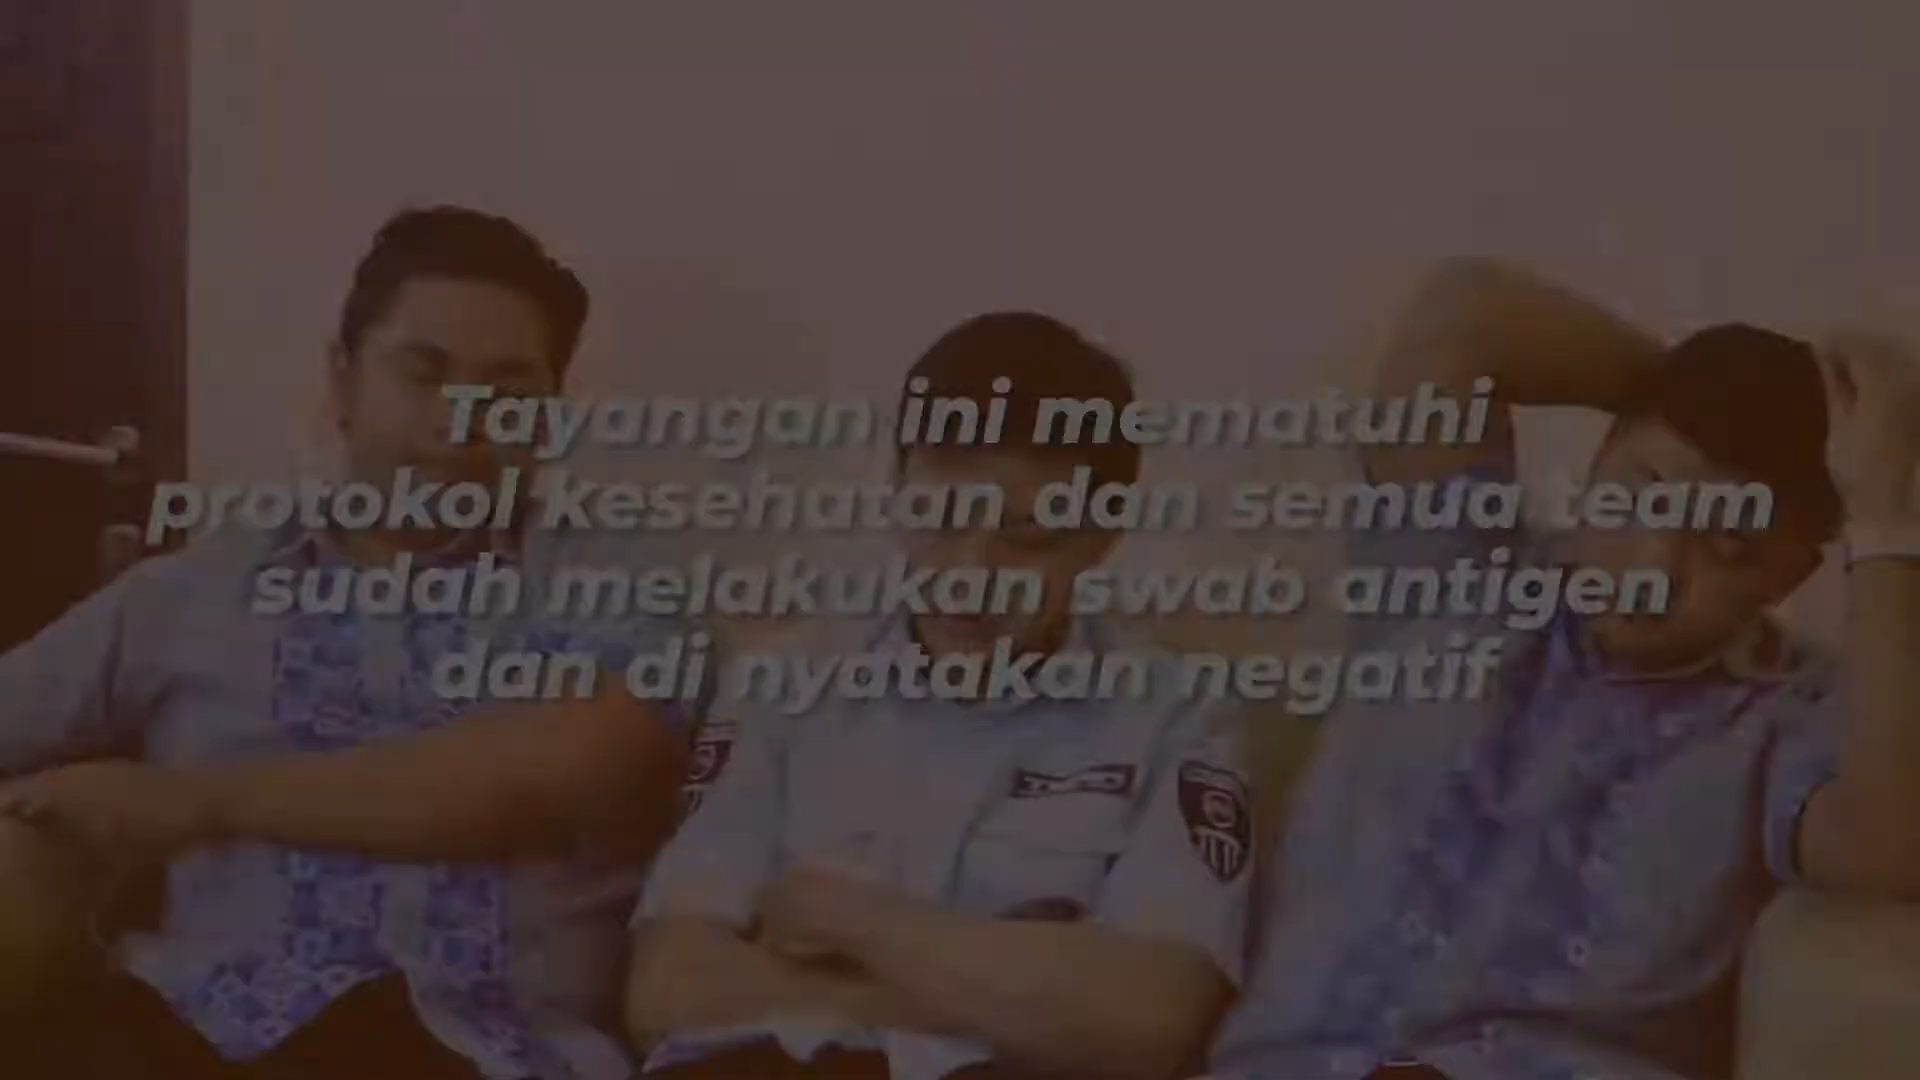 Tayangan ini mematuhi
protokol kesehatan dan semua team
sudah melakukan swab antigen
dan di nyatakan negatif